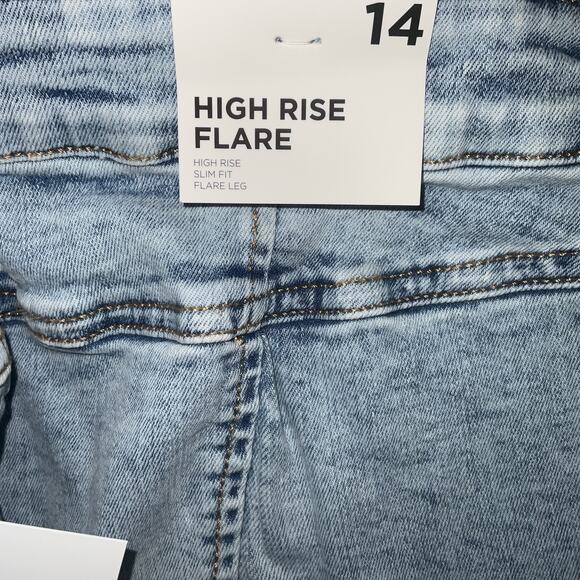 14
HIGH RISE
FLARE
HIGH RISE
SLIM FIT
FLARE LEG